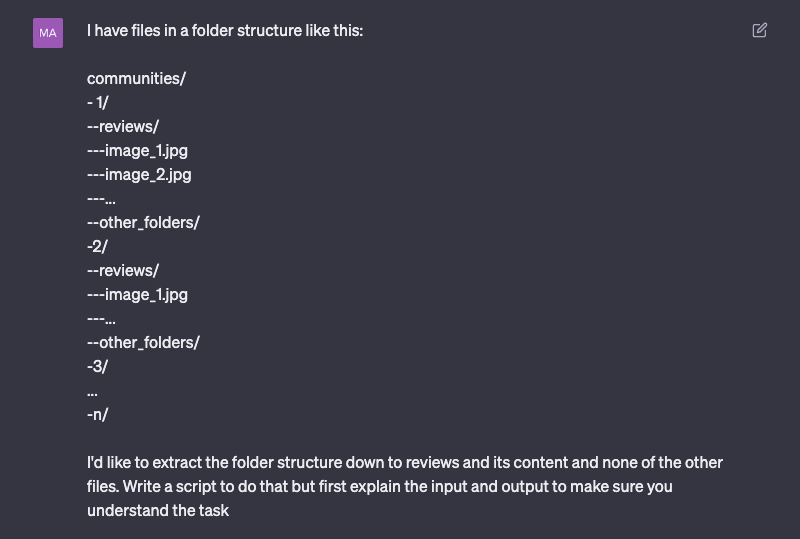 MA
I have files in a folder structure like this:
communities/
- 1/
--reviews/
---image_1.jpg
---image_2.jpg
---...
--other_folders/
-2/
--reviews/
---image_1.jpg
---...
--other_folders/
-3/
...
-n/
I'd like to extract the folder structure down to reviews and its content and none of the other
files. Write a script to do that but first explain the input and output to make sure you
understand the task